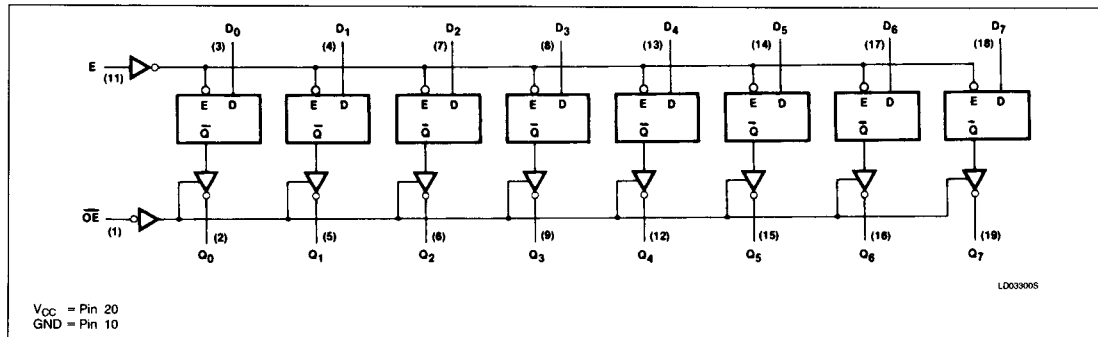 D0 D1 D2 D3 D4 D5 D6 D7
(3) (4) (7) (8) (13) (14) (17) (18)
E
(11)
E D E D E D E D E D E D E D E D
Q̅ Q̅ Q̅ Q̅ Q̅ Q̅ Q̅ Q̅
O̅E̅
(1)
(2) (5) (6) (9) (12) (15) (16) (19)
Q0 Q1 Q2 Q3 Q4 Q5 Q6 Q7
LD03300S
VCC = Pin 20
GND = Pin 10